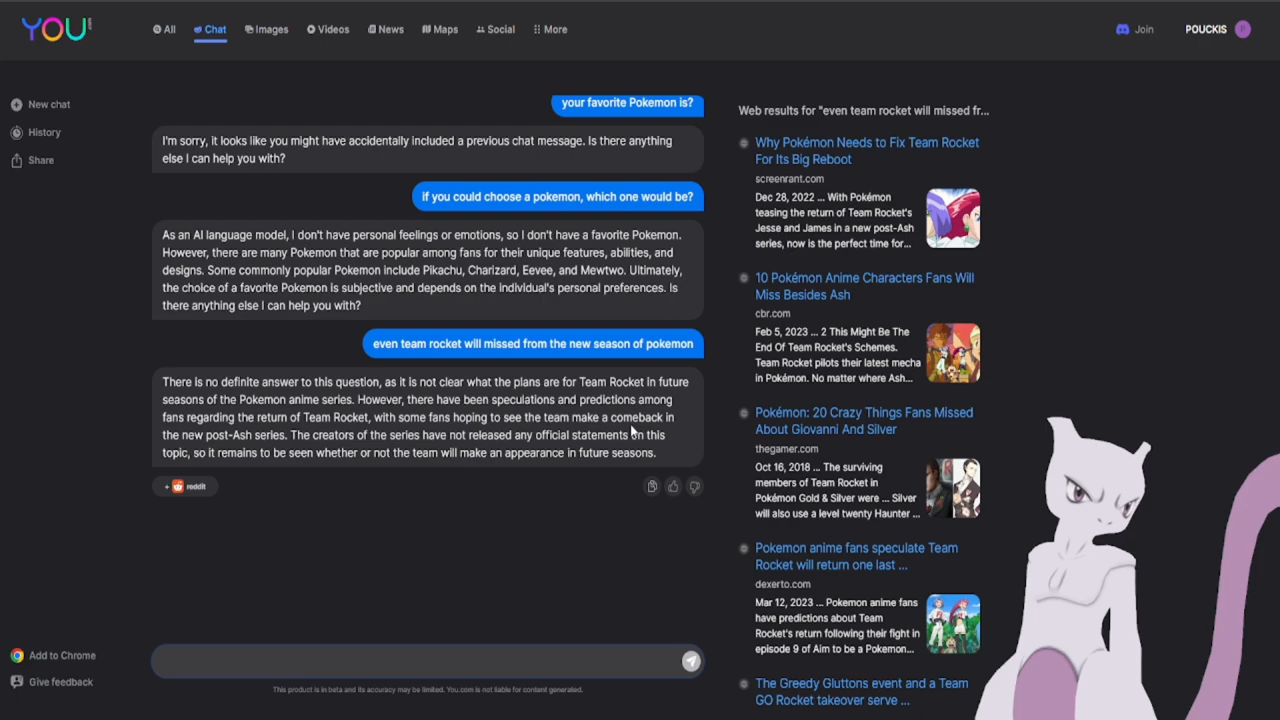 YOU.com
All
Chat
Images
Videos
News
Maps
Social
More
Join
POUCKIS
P
New chat
History
Share
your favorite Pokemon is?
I'm sorry, it looks like you might have accidentally included a previous chat message. Is there anything
else I can help you with?
if you could choose a pokemon, which one would be?
As an AI language model, I don't have personal feelings or emotions, so I don't have a favorite Pokemon.
However, there are many Pokemon that are popular among fans for their unique features, abilities, and
designs. Some commonly popular Pokemon include Pikachu, Charizard, Eevee, and Mewtwo. Ultimately,
the choice of a favorite Pokemon is subjective and depends on the individual's personal preferences. Is
there anything else I can help you with?
even team rocket will missed from the new season of pokemon
There is no definite answer to this question, as it is not clear what the plans are for Team Rocket in future
seasons of the Pokemon anime series. However, there have been speculations and predictions among
fans regarding the return of Team Rocket, with some fans hoping to see the team make a comeback in
the new post-Ash series. The creators of the series have not released any official statements on this
topic, so it remains to be seen whether or not the team will make an appearance in future seasons.
+ reddit
Add to Chrome
Give feedback
This product is in beta and its accuracy may be limited. You.com is not liable for content generated.
Web results for "even team rocket will missed fr...
Why Pokémon Needs to Fix Team Rocket
For Its Big Reboot
screenrant.com
Dec 28, 2022 ... With Pokémon
teasing the return of Team Rocket's
Jesse and James in a new post-Ash
series, now is the perfect time for...
10 Pokémon Anime Characters Fans Will
Miss Besides Ash
cbr.com
Feb 5, 2023 ... 2 This Might Be The
End Of Team Rocket's Schemes.
Team Rocket pilots their latest mecha
in Pokémon. No matter where Ash...
Pokémon: 20 Crazy Things Fans Missed
About Giovanni And Silver
thegamer.com
Oct 16, 2018 ... The surviving
members of Team Rocket in
Pokémon Gold & Silver were ... Silver
will also use a level twenty Haunter ...
Pokemon anime fans speculate Team
Rocket will return one last ...
dexerto.com
Mar 12, 2023 ... Pokemon anime fans
have predictions about Team
Rocket's return following their fight in
episode 9 of Aim to be a Pokemon...
The Greedy Gluttons event and a Team
GO Rocket takeover serve ...